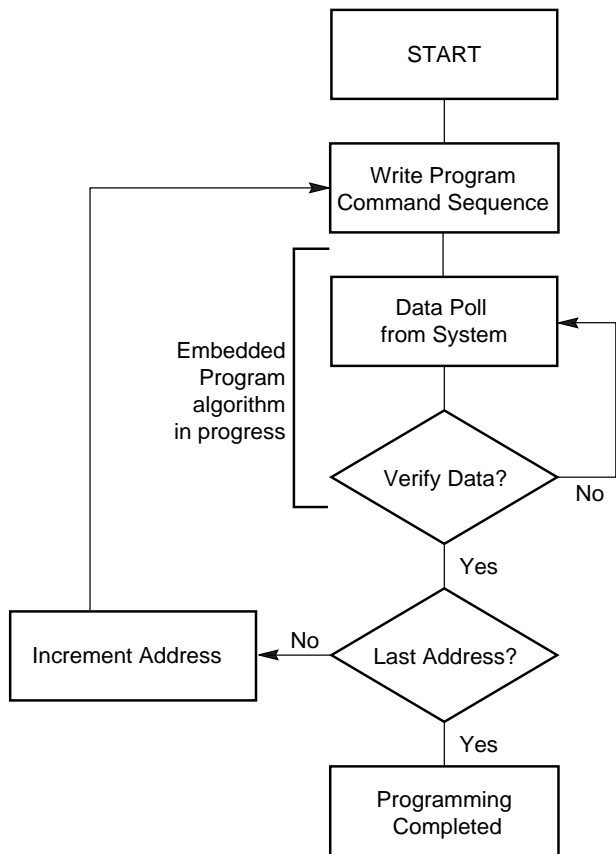 START
Write Program
Command Sequence
Data Poll
from System
Embedded
Program
algorithm
in progress
Verify Data?
No
Yes
Increment Address
No
Last Address?
Yes
Programming
Completed